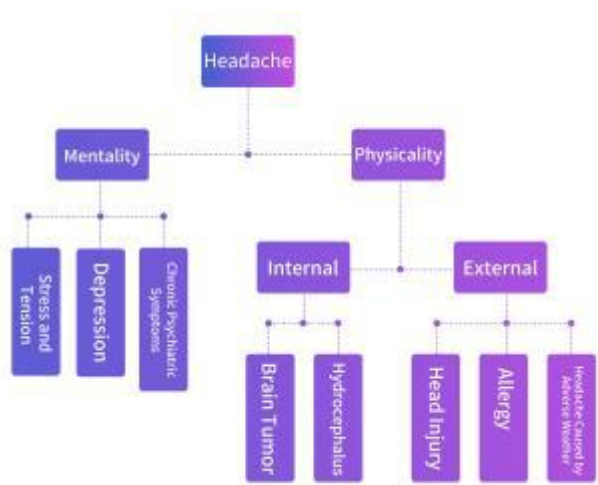 Headache
Mentality
Physicality
Stress and
Tension
Depression
Chronic Psychiatric
Symptoms
Internal
External
Brain Tumor
Hydrocephalus
Head Injury
Allergy
Headache Caused by
Adverse Weather